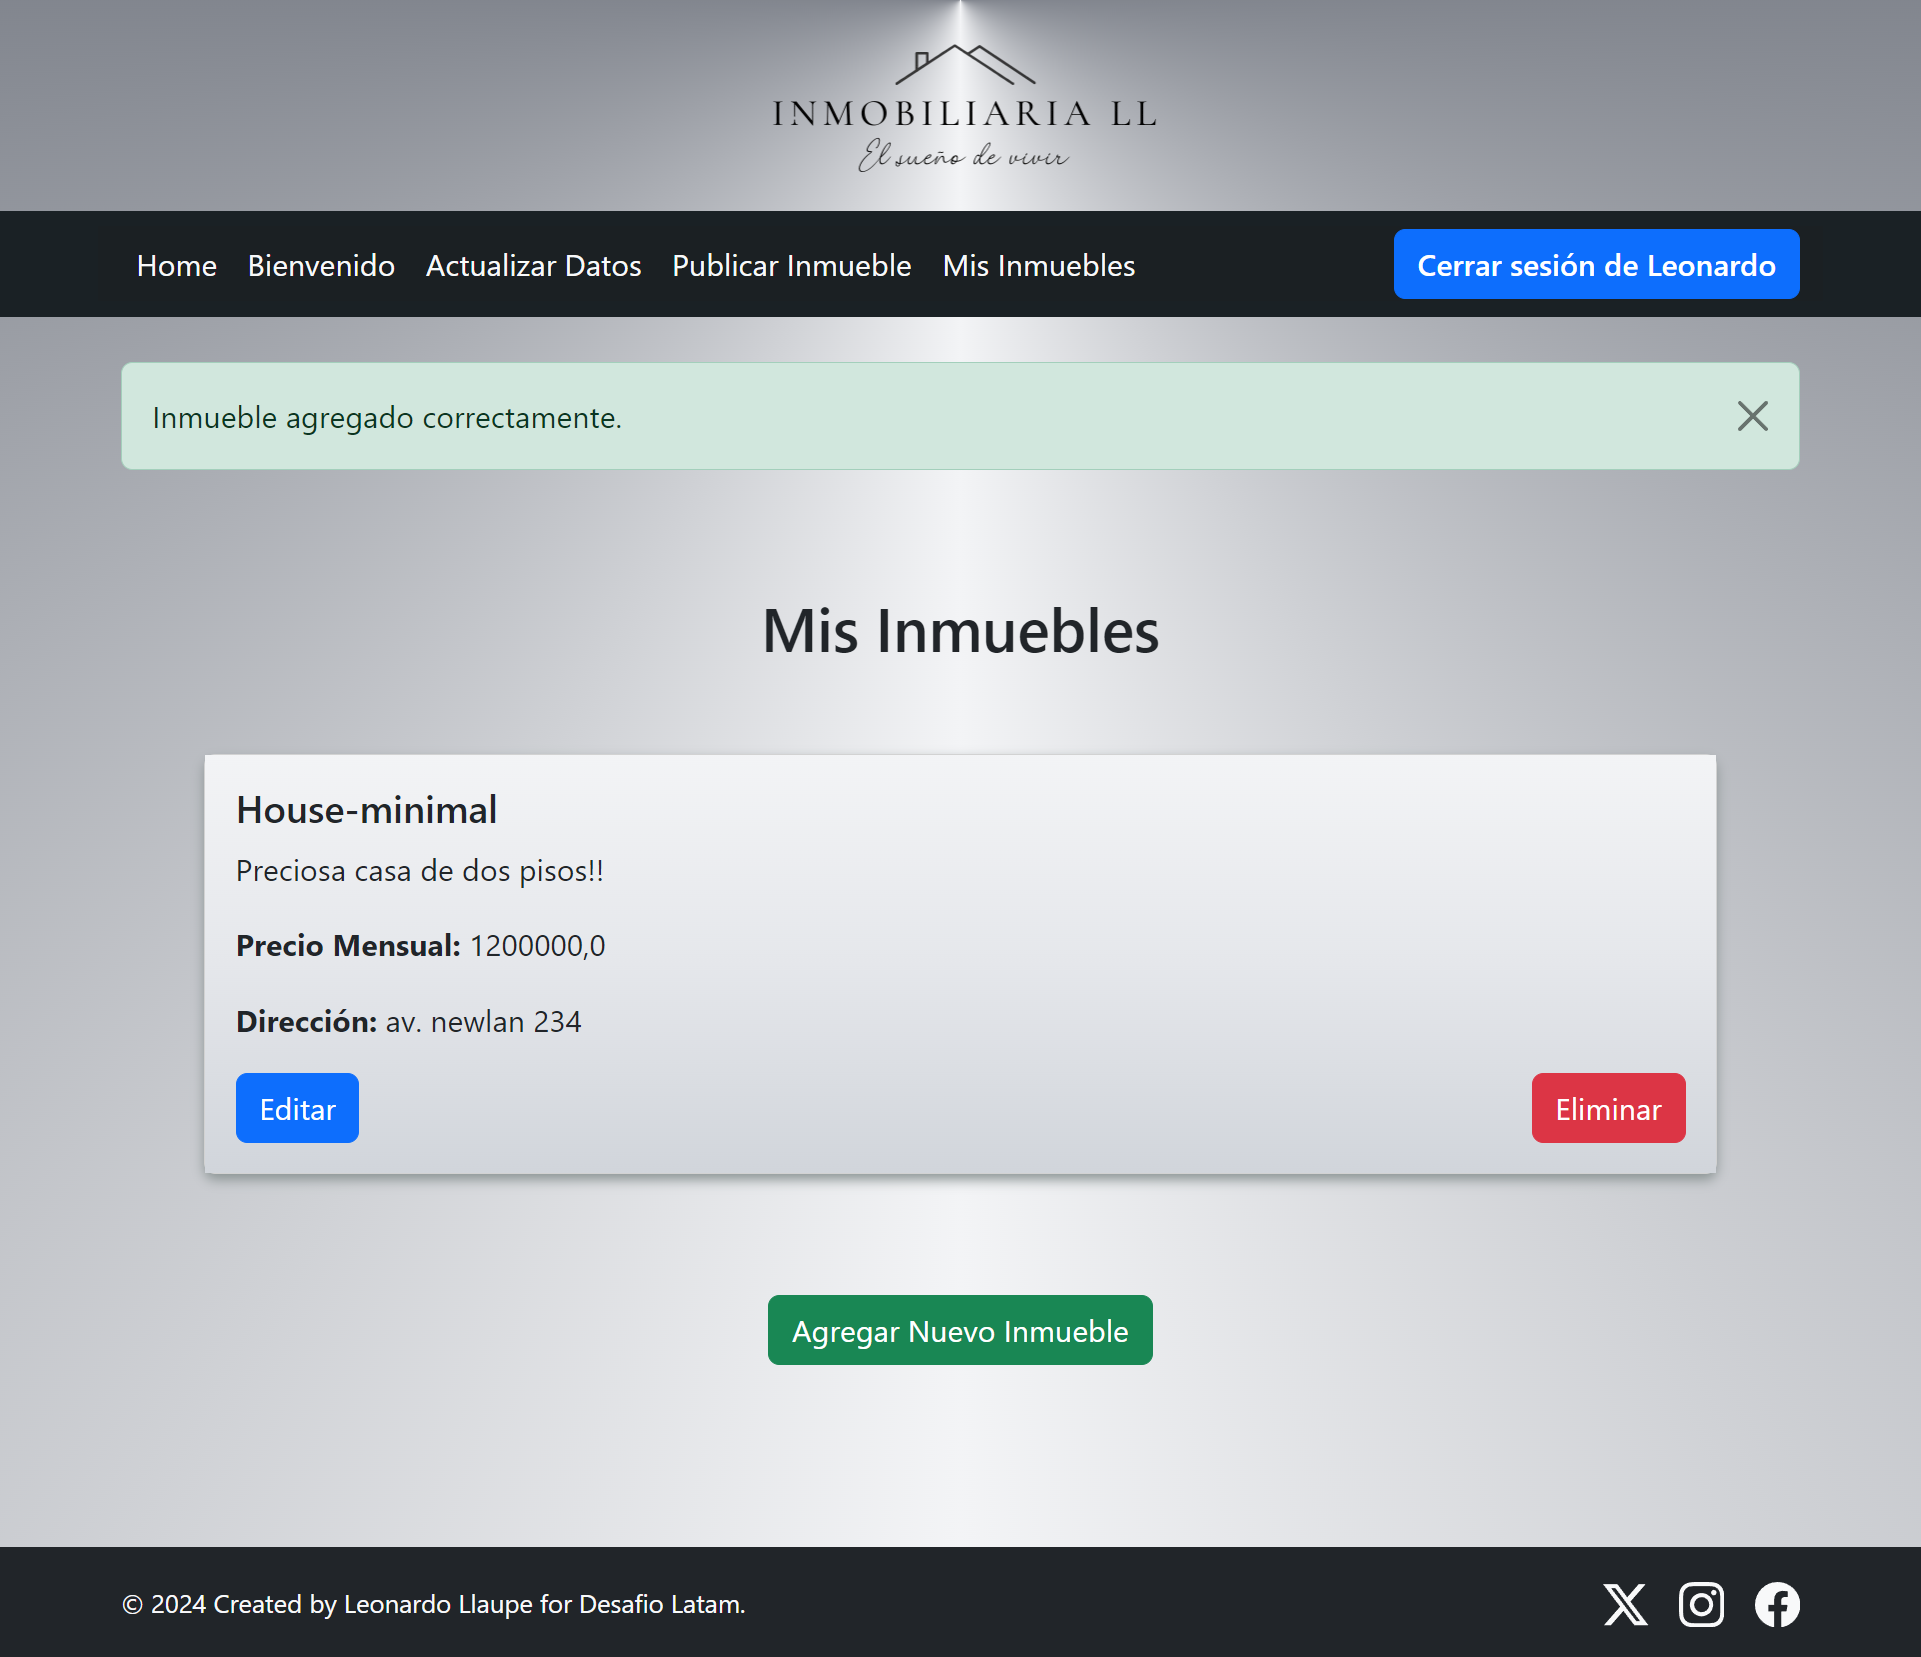 INMOBILIARIA LL
El sueño de vivir
Home Bienvenido Actualizar Datos Publicar Inmueble Mis Inmuebles Cerrar sesión de Leonardo
Inmueble agregado correctamente.
Mis Inmuebles
House-minimal
Preciosa casa de dos pisos!!
Precio Mensual: 1200000,0
Dirección: av. newlan 234
Editar Eliminar
Agregar Nuevo Inmueble
© 2024 Created by Leonardo Llaupe for Desafio Latam.